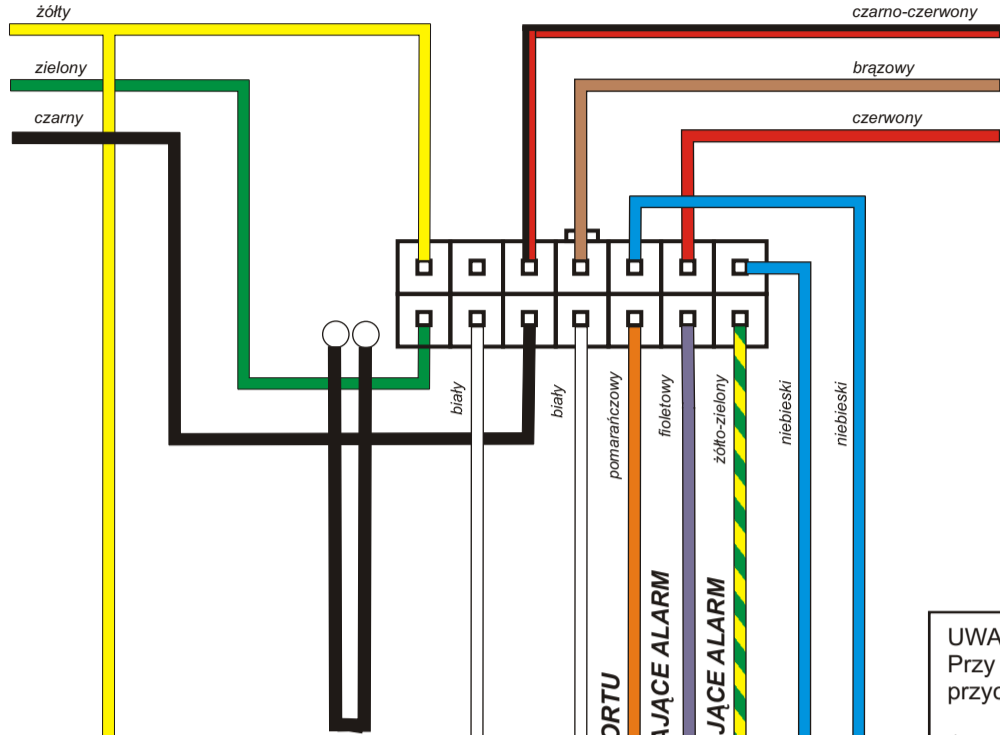 żółty
czarno-czerwony
zielony
brązowy
czarny
czerwony
biały
biały
pomarańczowy
fioletowy
żółto-zielony
niebieski
niebieski
ORTU
AJĄCE ALARM
JĄCE ALARM
UWA
Przy
przyc